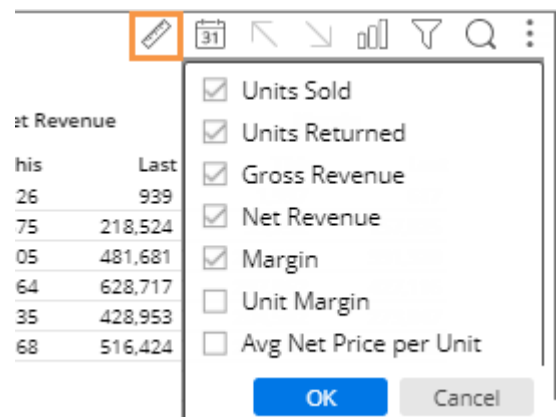 31
Units Sold
Units Returned
et Revenue
Gross Revenue
his Last
26 939
Net Revenue
75 218,524
05 481,681
Margin
64 628,717
Unit Margin
35 428,953
68 516,424
Avg Net Price per Unit
OK Cancel